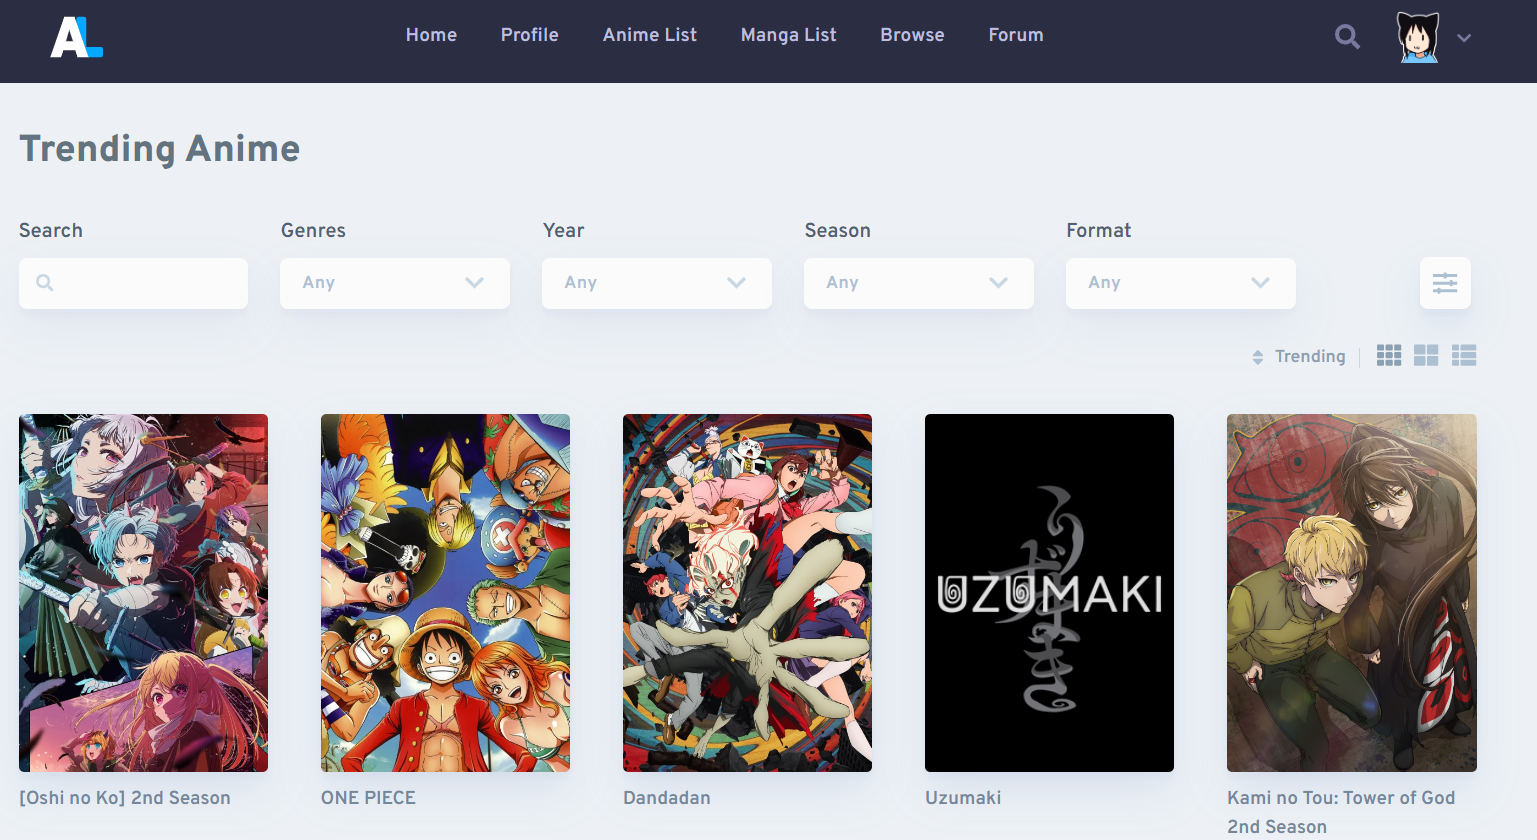 AL
Home Profile Anime List Manga List Browse Forum
Trending Anime
Search Genres Year Season Format
Any Any Any Any
Trending
UZUMAKI
うずまき
[Oshi no Ko] 2nd Season
ONE PIECE
Dandadan
Uzumaki
Kami no Tou: Tower of God
2nd Season